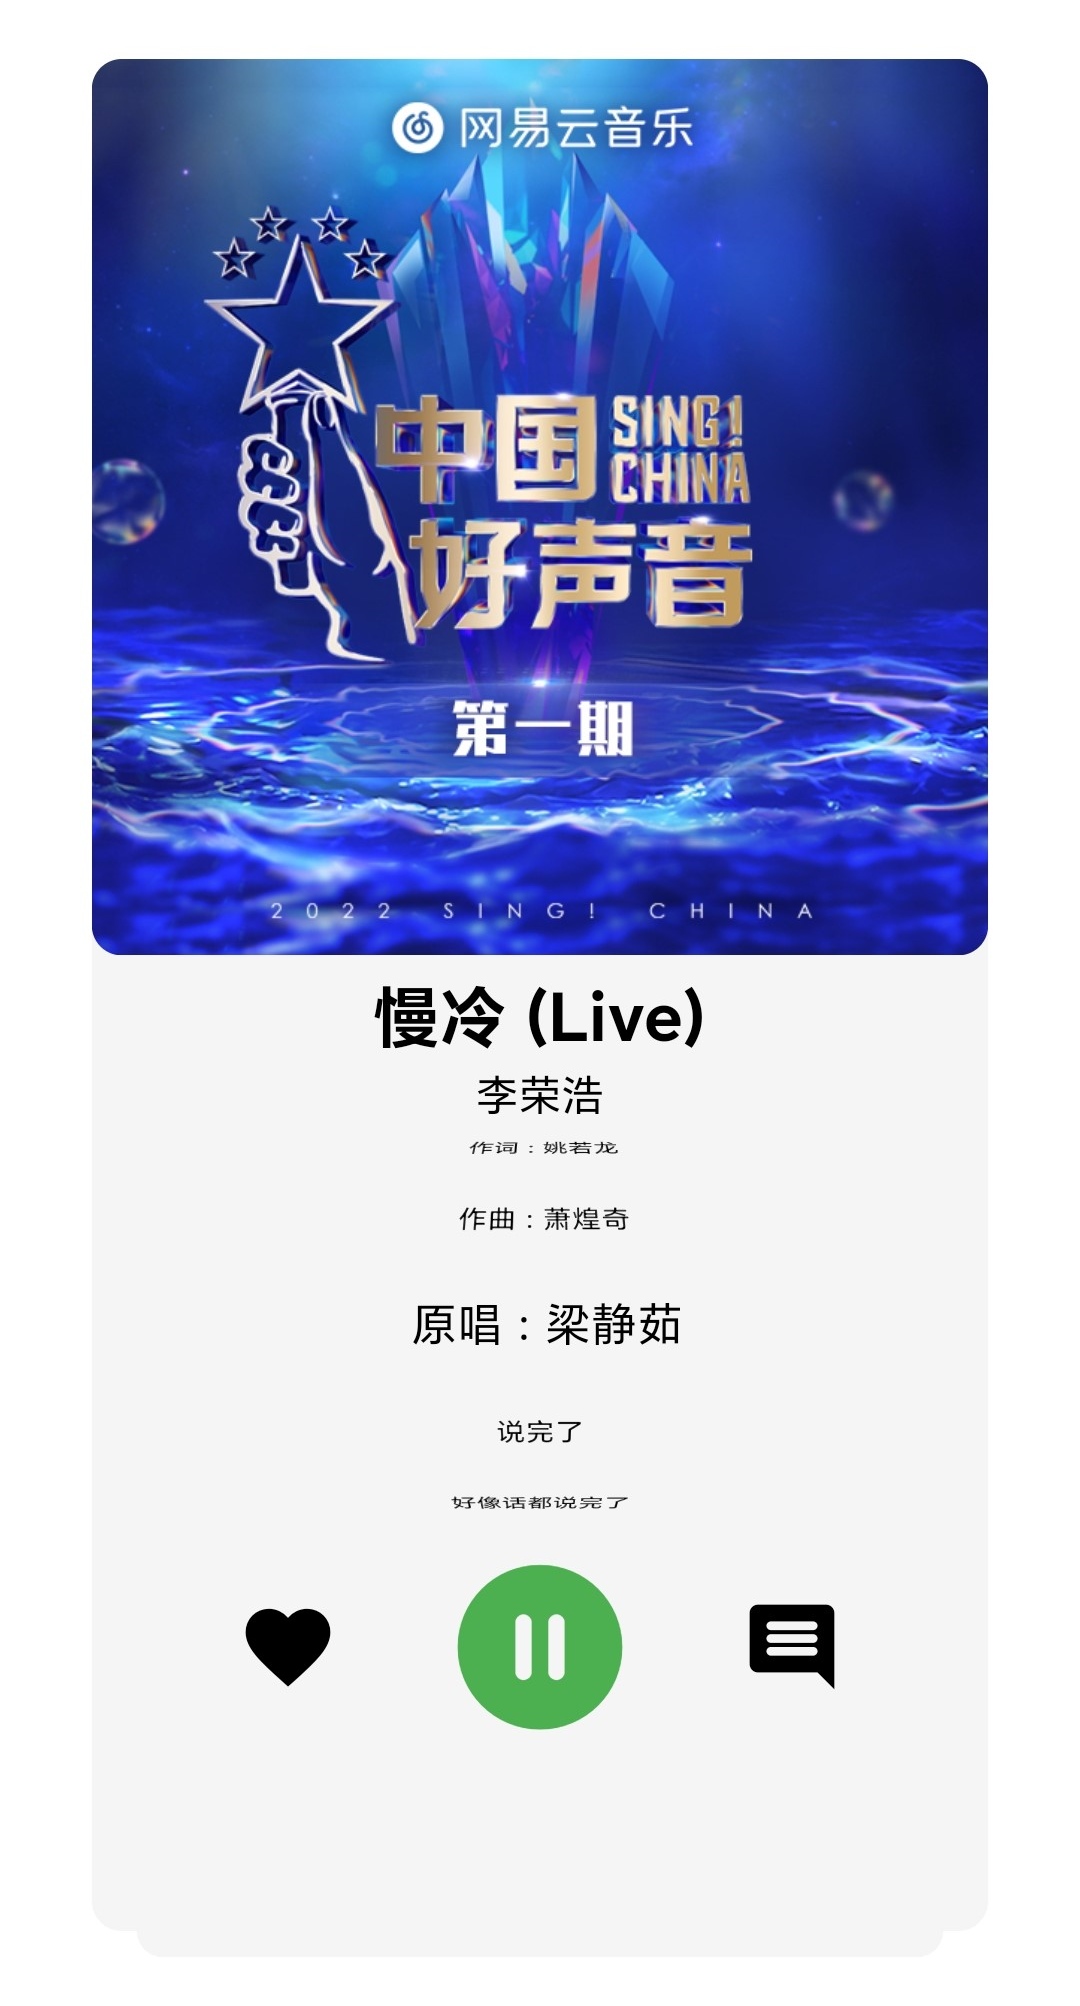 网易云音乐
中国 SING! CHINA
好声音
第一期
2022 SING! CHINA
慢冷 (Live)
李荣浩
作词：姚若龙
作曲：萧煌奇
原唱：梁静茹
说完了
好像话都说完了